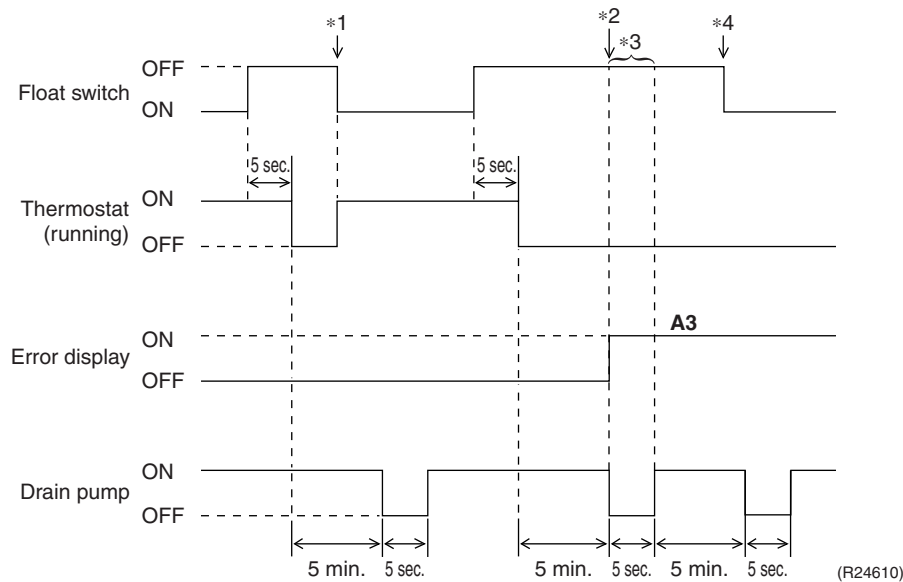 *1
*2
*3
*4
Float switch
OFF
ON
5 sec.
5 sec.
Thermostat
(running)
ON
OFF
Error display
ON
OFF
A3
Drain pump
ON
OFF
5 min.
5 sec.
5 min.
5 sec.
5 min.
5 sec.
(R24610)